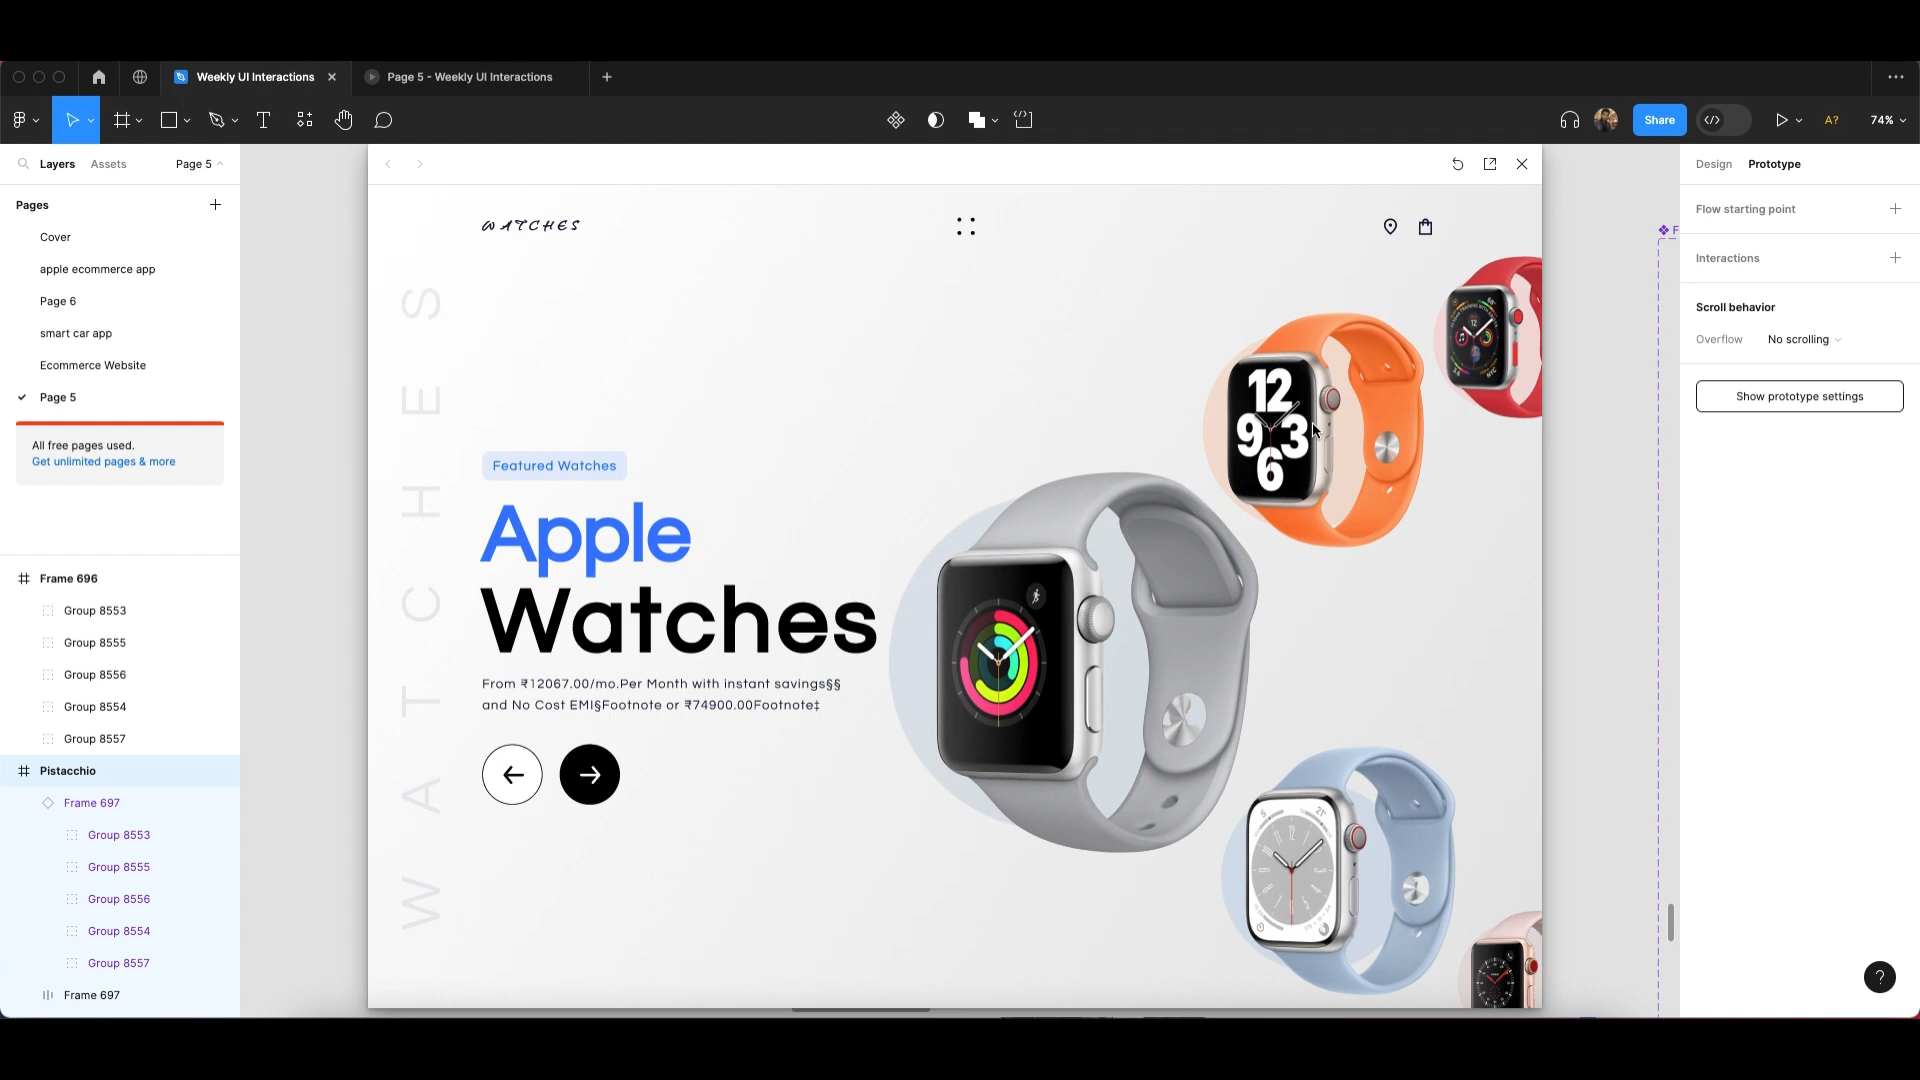 Weekly UI Interactions
Page 5 - Weekly UI Interactions
Share
A?
74%
Layers
Assets
Page 5
Pages
Cover
apple ecommerce app
Page 6
smart car app
Ecommerce Website
Page 5
All free pages used.
Get unlimited pages & more
Frame 696
Group 8553
Group 8555
Group 8556
Group 8554
Group 8557
Pistacchio
Frame 697
Group 8553
Group 8555
Group 8556
Group 8554
Group 8557
Frame 697
WATCHES
WATCHES
Featured Watches
Apple
Watches
From ₹12067.00/mo.Per Month with instant savings§§
and No Cost EMI§Footnote or ₹74900.00Footnote‡
12
9 3
6
F
Design
Prototype
Flow starting point
Interactions
Scroll behavior
Overflow
No scrolling
Show prototype settings
?